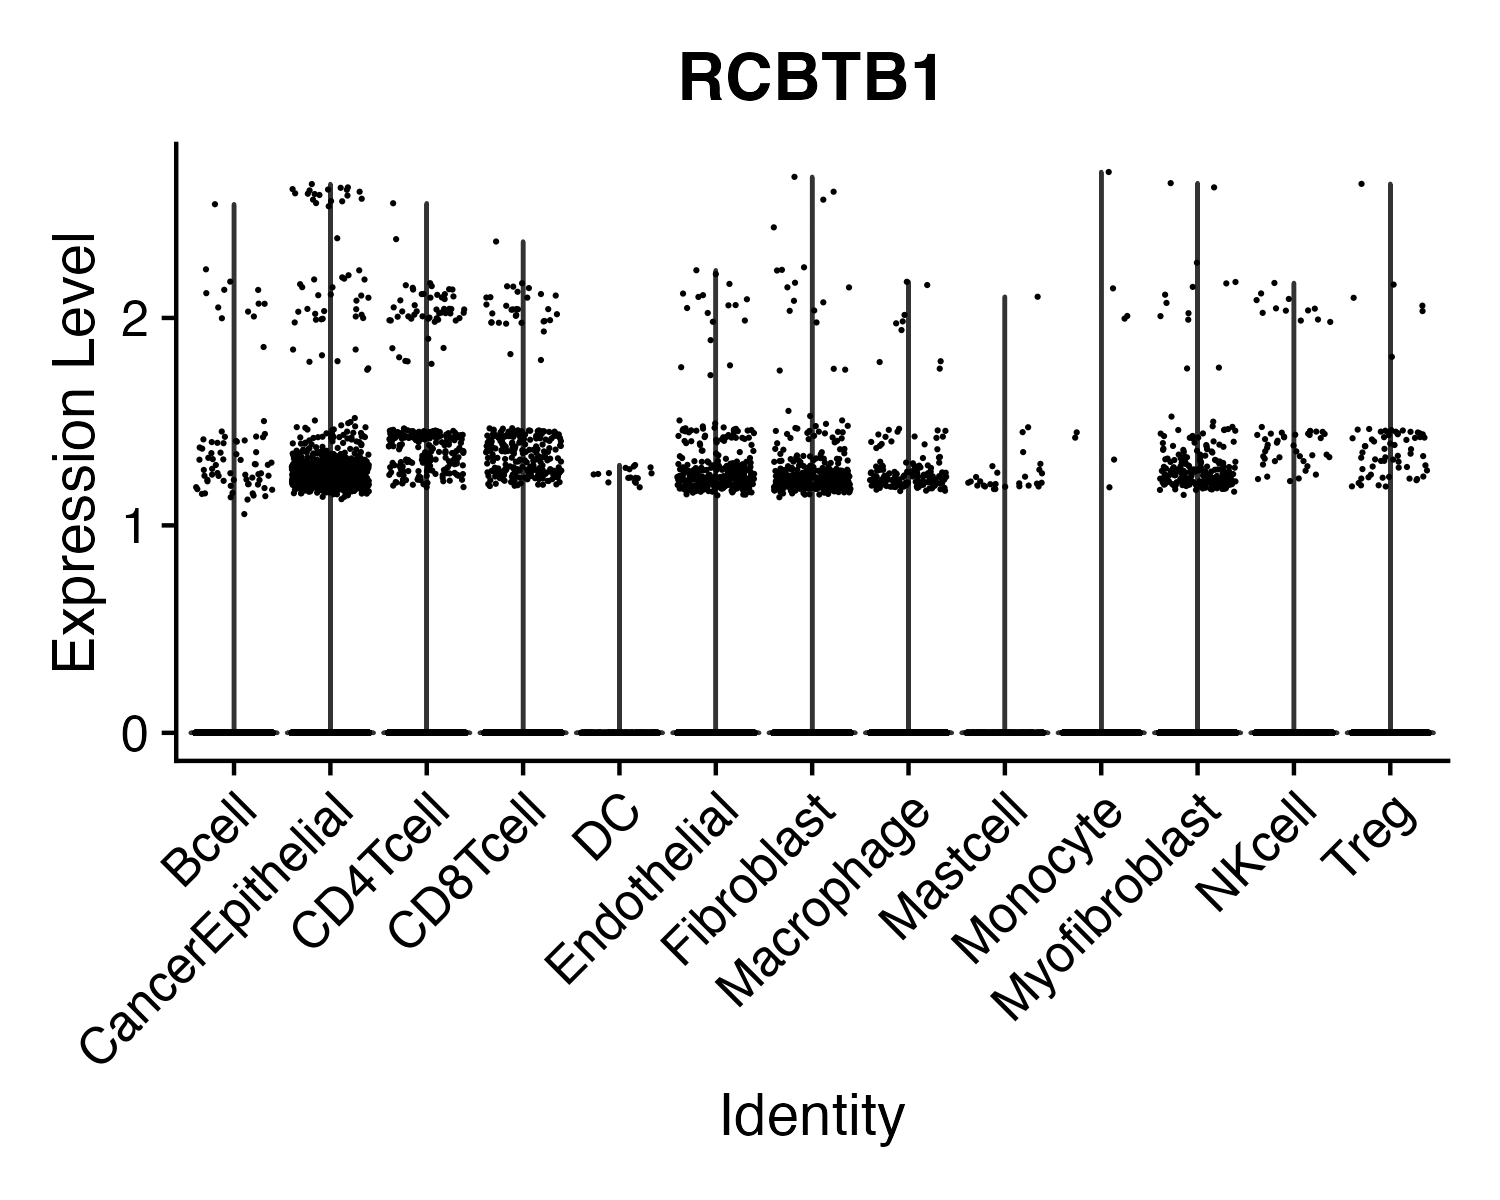 RCBTB1
Expression Level
2
1
0
Bcell
CancerEpithelial
CD4Tcell
CD8Tcell
DC
Endothelial
Fibroblast
Macrophage
Mastcell
Monocyte
Myofibroblast
NKcell
Treg
Identity